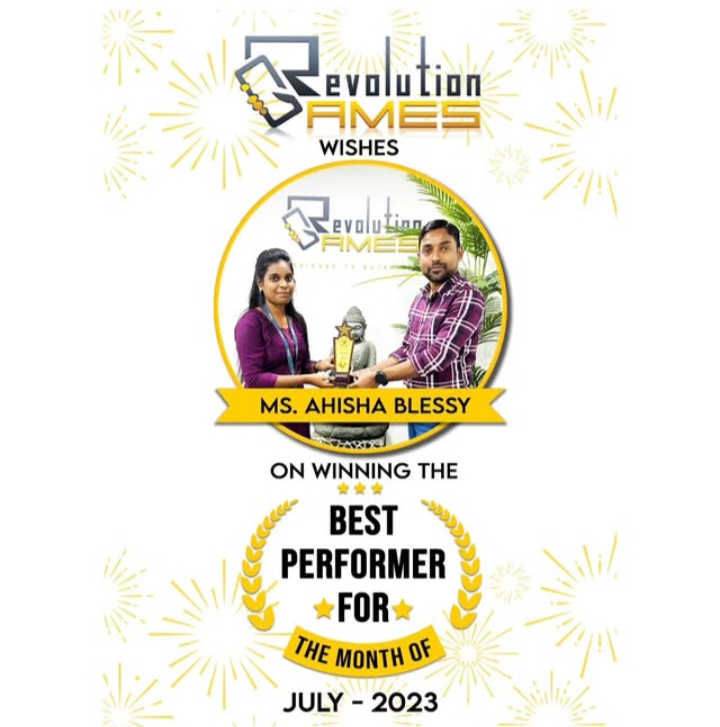 Revolution
GAMES
WISHES
Revolution
GAMES
MS. AHISHA BLESSY
ON WINNING THE
BEST
PERFORMER
FOR
THE MONTH OF
JULY - 2023